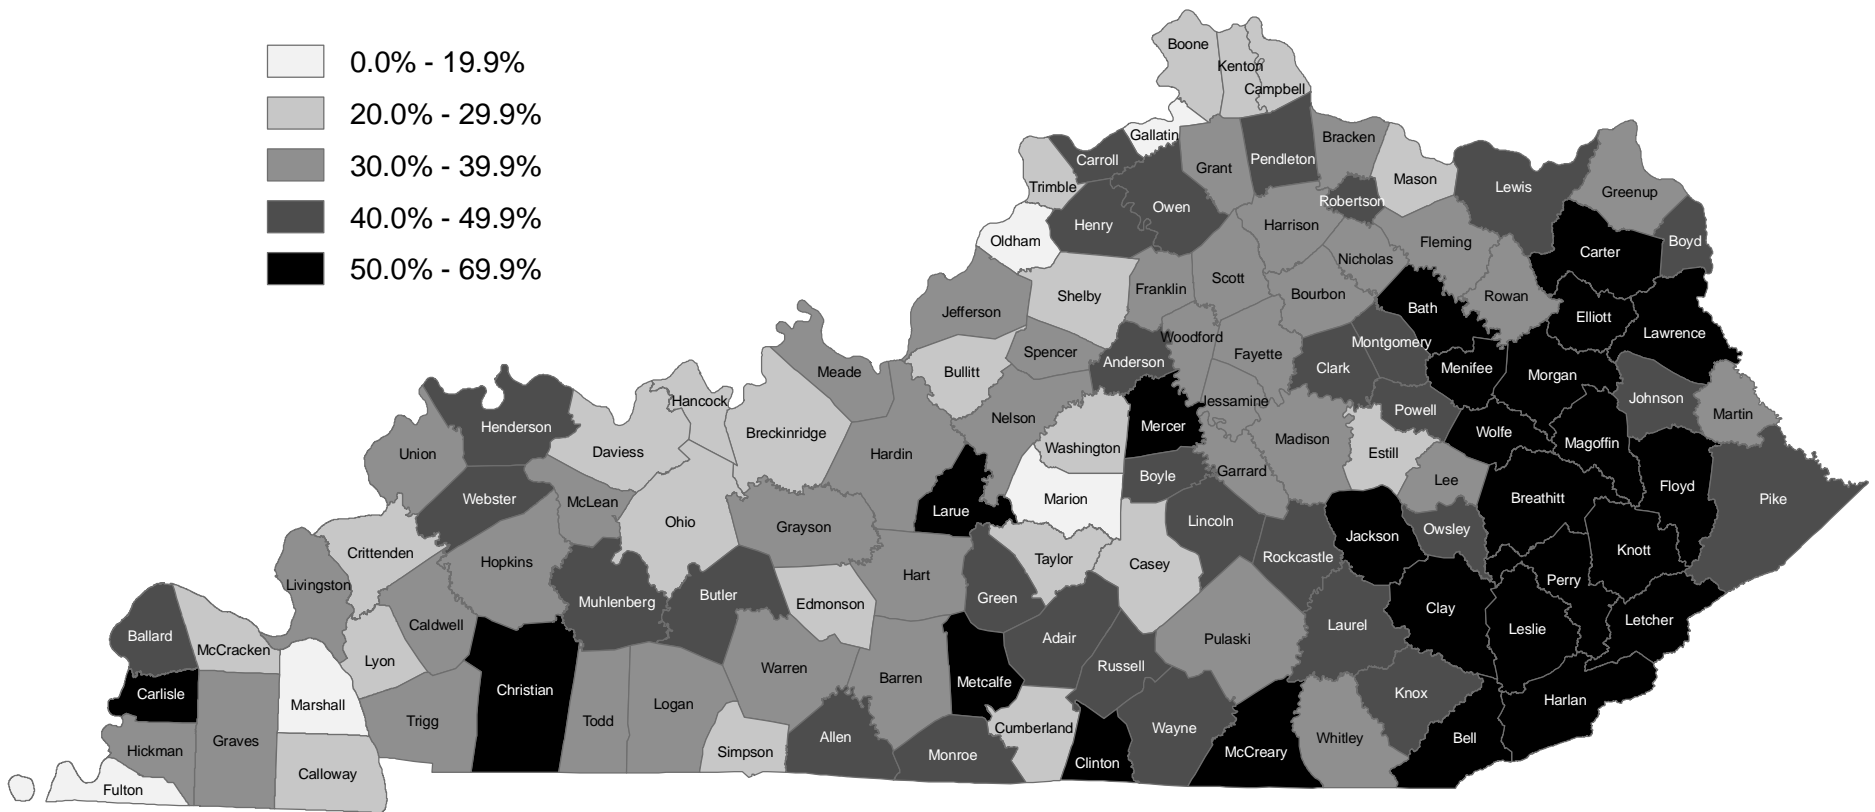 0.0% - 19.9%
20.0% - 29.9%
30.0% - 39.9%
40.0% - 49.9%
50.0% - 69.9%
Boone
Kenton
Campbell
Gallatin
Carroll
Trimble
Grant
Pendleton
Bracken
Mason
Lewis
Greenup
Robertson
Owen
Henry
Oldham
Harrison
Fleming
Boyd
Carter
Nicholas
Scott
Franklin
Shelby
Bourbon
Rowan
Bath
Elliott
Lawrence
Jefferson
Woodford
Montgomery
Fayette
Spencer
Anderson
Clark
Menifee
Morgan
Bullitt
Meade
Johnson
Martin
Hancock
Jessamine
Powell
Nelson
Mercer
Madison
Wolfe
Magoffin
Henderson
Breckinridge
Washington
Daviess
Union
Hardin
Estill
Garrard
Boyle
Lee
Floyd
Pike
Breathitt
Webster
McLean
Marion
Larue
Ohio
Grayson
Lincoln
Owsley
Jackson
Knott
Crittenden
Rockcastle
Hopkins
Taylor
Casey
Hart
Livingston
Perry
Muhlenberg
Butler
Edmonson
Green
Clay
Letcher
Leslie
Caldwell
Laurel
Ballard
Adair
Pulaski
McCracken
Lyon
Warren
Russell
Barren
Metcalfe
Carlisle
Christian
Knox
Harlan
Marshall
Logan
Todd
Trigg
Cumberland
Wayne
Allen
Graves
Hickman
Simpson
Monroe
McCreary
Whitley
Bell
Clinton
Calloway
Fulton